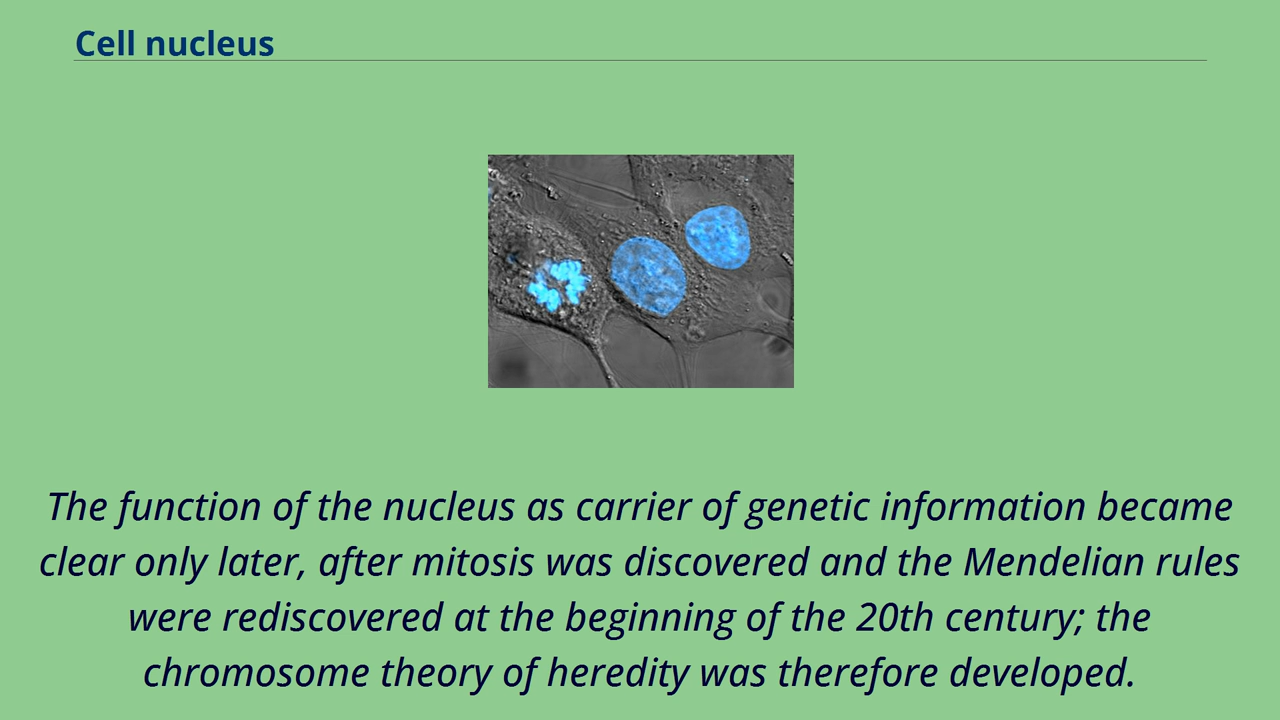 Cell nucleus
The function of the nucleus as carrier of genetic information became
clear only later, after mitosis was discovered and the Mendelian rules
were rediscovered at the beginning of the 20th century; the
chromosome theory of heredity was therefore developed.